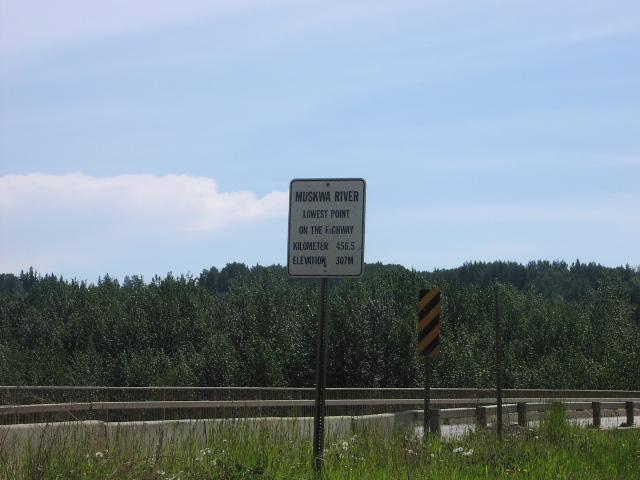 MUSKWA RIVER
LOWEST POINT
ON THE HIGHWAY
KILOMETER 456.5
ELEVATION 307M